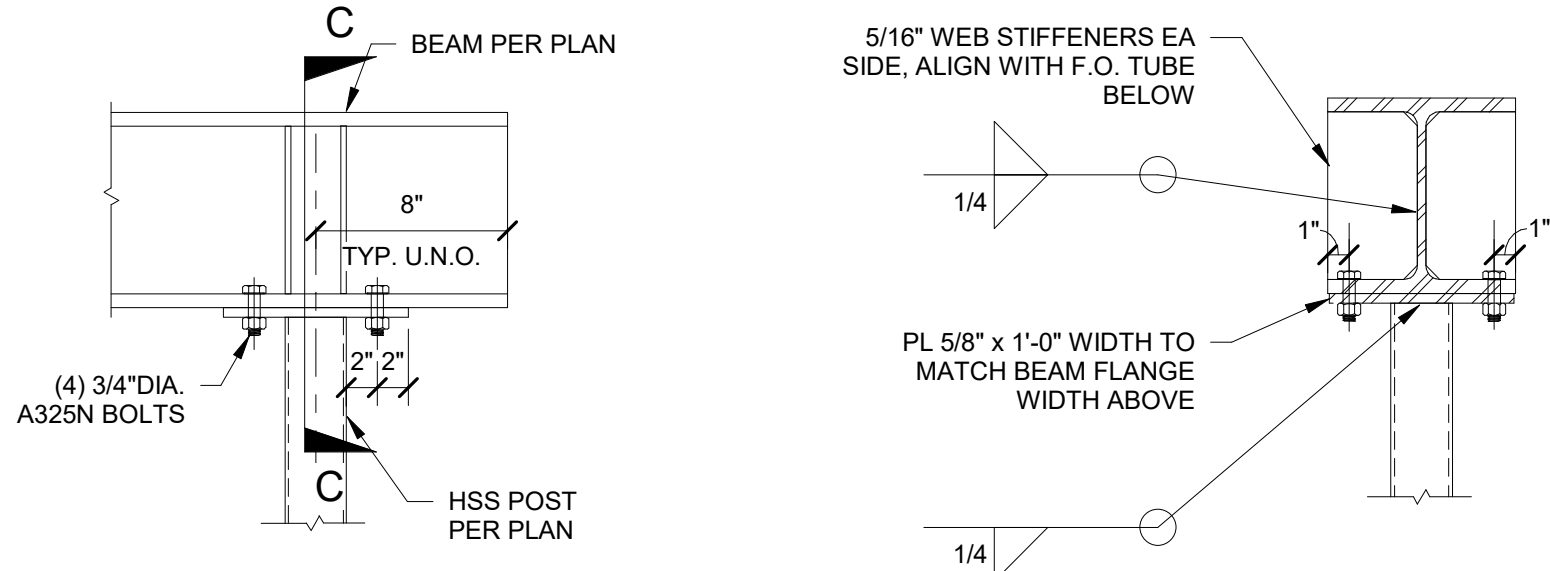 C
BEAM PER PLAN
8"
TYP. U.N.O.
2" 2"
(4) 3/4"DIA.
A325N BOLTS
C
HSS POST
PER PLAN
5/16" WEB STIFFENERS EA
SIDE, ALIGN WITH F.O. TUBE
BELOW
1/4
1"
1"
PL 5/8" x 1'-0" WIDTH TO
MATCH BEAM FLANGE
WIDTH ABOVE
1/4